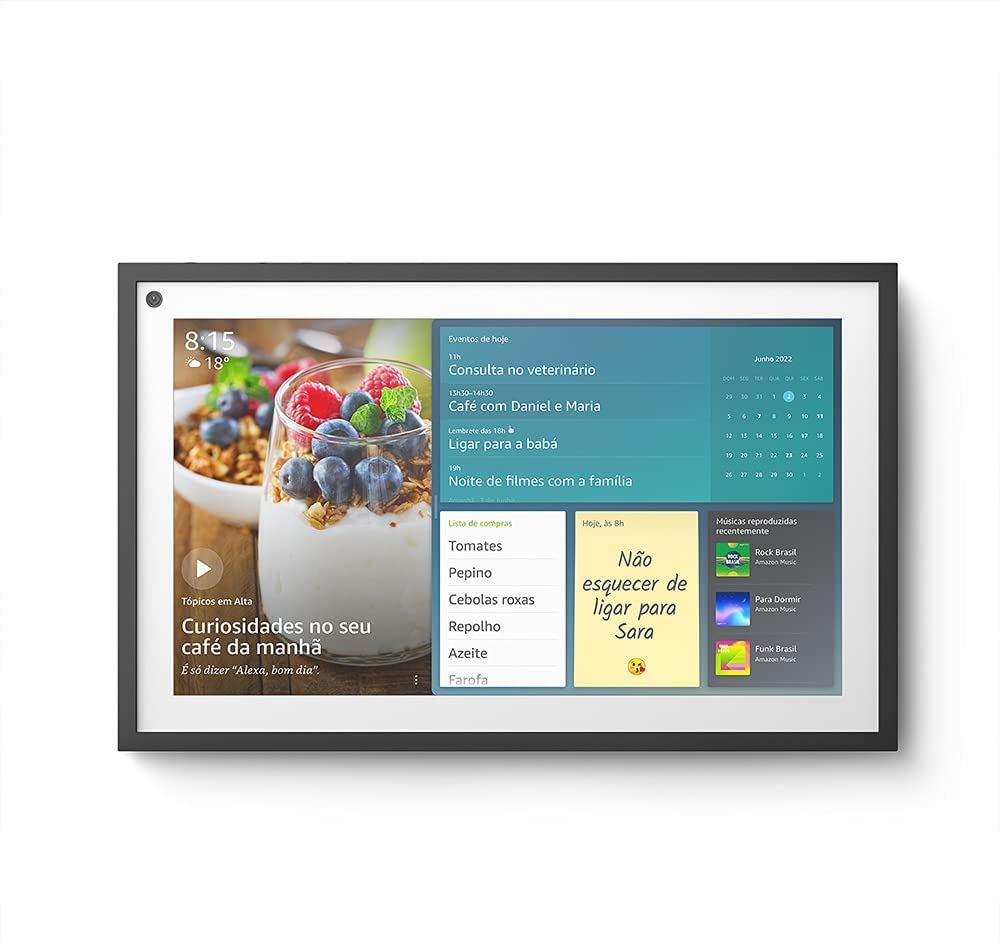 8:15
18°
Tópicos em Alta
Curiosidades no seu
café da manhã
É só dizer “Alexa, bom dia”.
Eventos de hoje
11h
Consulta no veterinário
13h30–14h30
Café com Daniel e Maria
Lembrete das 18h
Ligar para a babá
19h
Noite de filmes com a família
Amanhã, 3 de junho
Junho 2022
DOM SEG TER QUA QUI SEX SÁB
29 30 31 1 2 3 4
5 6 7 8 9 10 11
12 13 14 15 16 17 18
19 20 21 22 23 24 25
26 27 28 29 30 1 2
Lista de compras
Tomates
Pepino
Cebolas roxas
Repolho
Azeite
Farofa
Hoje, às 8h
Não
esquecer de
ligar para
Sara
Músicas reproduzidas
recentemente
ROCK BRASIL
Rock Brasil
Amazon Music
Para Dormir
Amazon Music
Funk Brasil
Amazon Music